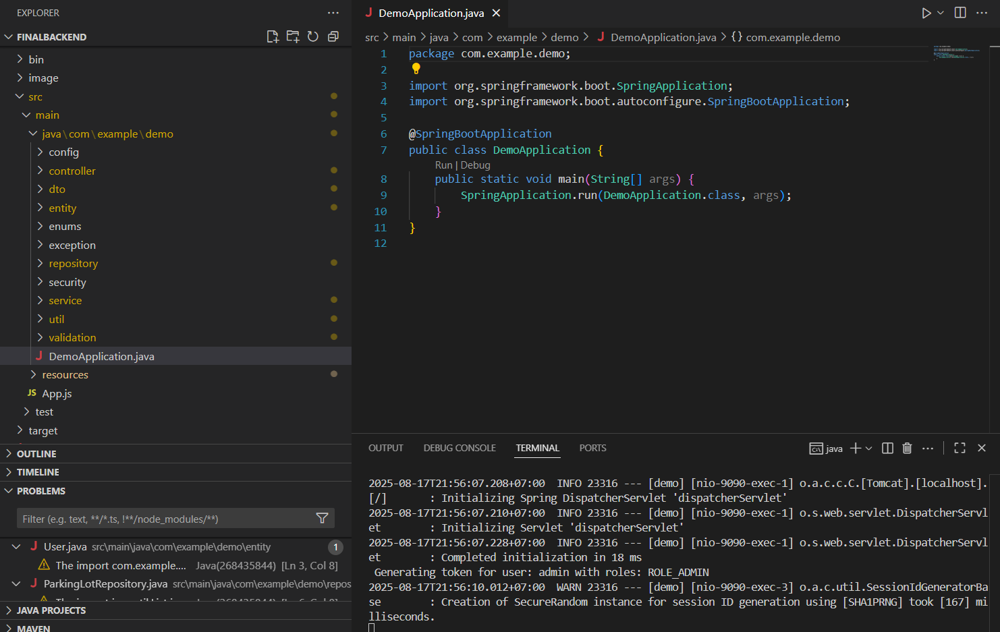 EXPLORER
FINALBACKEND
bin
image
src
main
java\com\example\demo
config
controller
dto
entity
enums
exception
repository
security
service
util
validation
J DemoApplication.java
resources
JS App.js
test
target
OUTLINE
TIMELINE
PROBLEMS
Filter (e.g. text, **/*.ts, !**/node_modules/**)
J User.java src\main\java\com\example\demo\entity 1
The import com.example.... Java(268435844) [Ln 3, Col 8]
J ParkingLotRepository.java src\main\java\com\example\demo\repos
JAVA PROJECTS
MAVEN
J DemoApplication.java
src > main > java > com > example > demo > J DemoApplication.java > {} com.example.demo
1 package com.example.demo;
2
3 import org.springframework.boot.SpringApplication;
4 import org.springframework.boot.autoconfigure.SpringBootApplication;
5
6 @SpringBootApplication
7 public class DemoApplication {
Run | Debug
8 public static void main(String[] args) {
9 SpringApplication.run(DemoApplication.class, args);
10 }
11 }
12
OUTPUT DEBUG CONSOLE TERMINAL PORTS
java
2025-08-17T21:56:07.208+07:00  INFO 23316 --- [demo] [nio-9090-exec-1] o.a.c.c.C.[Tomcat].[localhost].
[/]       : Initializing Spring DispatcherServlet 'dispatcherServlet'
2025-08-17T21:56:07.210+07:00  INFO 23316 --- [demo] [nio-9090-exec-1] o.s.web.servlet.DispatcherServl
et        : Initializing Servlet 'dispatcherServlet'
2025-08-17T21:56:07.228+07:00  INFO 23316 --- [demo] [nio-9090-exec-1] o.s.web.servlet.DispatcherServl
et        : Completed initialization in 18 ms
Generating token for user: admin with roles: ROLE_ADMIN
2025-08-17T21:56:10.012+07:00  WARN 23316 --- [demo] [nio-9090-exec-3] o.a.c.util.SessionIdGeneratorBa
se        : Creation of SecureRandom instance for session ID generation using [SHA1PRNG] took [167] mi
lliseconds.